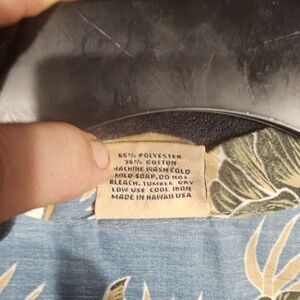 65% POLYESTER
35% COTTON
MACHINE WASH COLD
MILD SOAP. DO NOT
BLEACH. TUMBLE DRY
LOW USE COOL IRON
MADE IN HAWAII USA